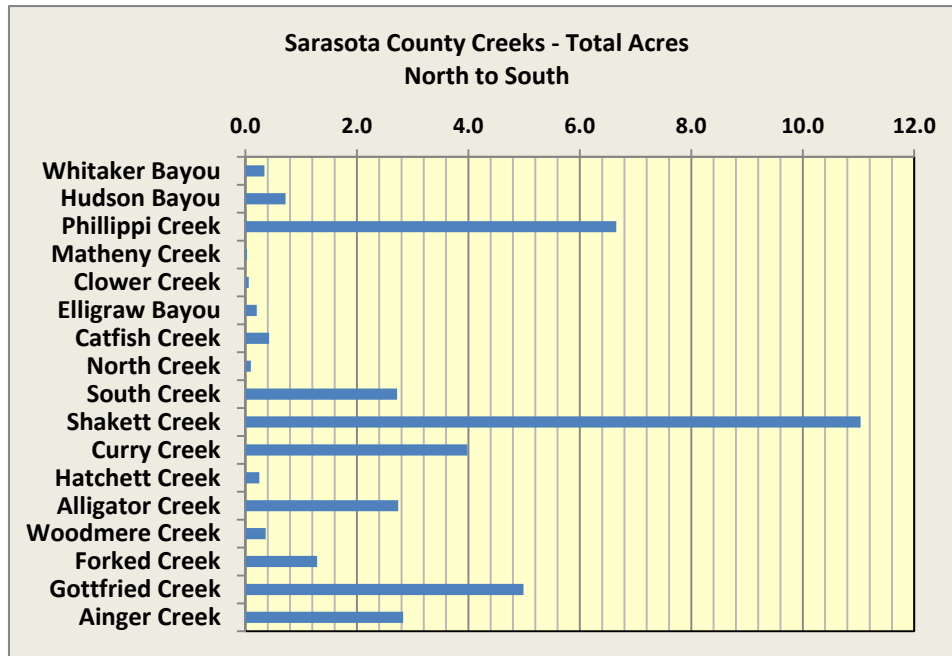 Sarasota County Creeks - Total Acres
North to South
0.0 2.0 4.0 6.0 8.0 10.0 12.0
Whitaker Bayou
Hudson Bayou
Phillippi Creek
Matheny Creek
Clower Creek
Elligraw Bayou
Catfish Creek
North Creek
South Creek
Shakett Creek
Curry Creek
Hatchett Creek
Alligator Creek
Woodmere Creek
Forked Creek
Gottfried Creek
Ainger Creek